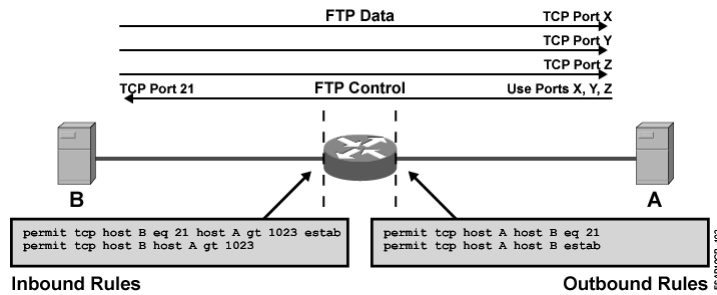 FTP Data
TCP Port X
TCP Port Y
TCP Port Z
TCP Port 21
FTP Control
Use Ports X, Y, Z
B
A
permit tcp host B eq 21 host A gt 1023 estab
permit tcp host B host A gt 1023
permit tcp host A host B eq 21
permit tcp host A host B estab
Inbound Rules
Outbound Rules